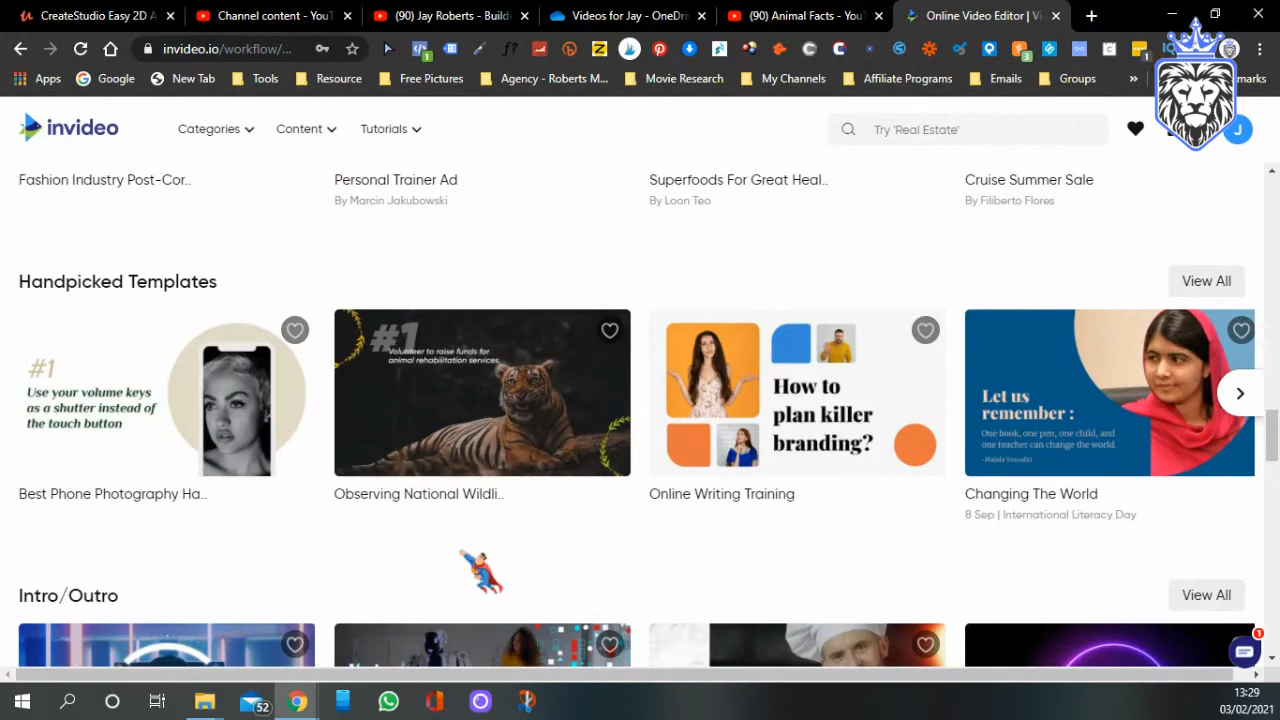 CreateStudio Easy 2D A
Channel content - YouT
(90) Jay Roberts - Buildi
Videos for Jay - OneDri
(90) Animal Facts - YouT
Online Video Editor | Vi
invideo.io/workflow/...
Apps
Google
New Tab
Tools
Resource
Free Pictures
Agency - Roberts M...
Movie Research
My Channels
Affiliate Programs
Emails
Groups
»
invideo
Categories
Content
Tutorials
Try 'Real Estate'
J
Fashion Industry Post-Cor..
Personal Trainer Ad
Superfoods For Great Heal..
Cruise Summer Sale
By Marcin Jakubowski
By Loon Teo
By Filiberto Flores
Handpicked Templates
View All
#1
Use your volume keys
as a shutter instead of
the touch button
#1
Volunteer to raise funds for
animal rehabilitation services.
How to
plan killer
branding?
Let us
remember :
One book, one pen, one child, and
one teacher can change the world.
-Malala Yousafzai
Best Phone Photography Ha..
Observing National Wildli..
Online Writing Training
Changing The World
8 Sep | International Literacy Day
Intro/Outro
View All
1
52
13:29
03/02/2021